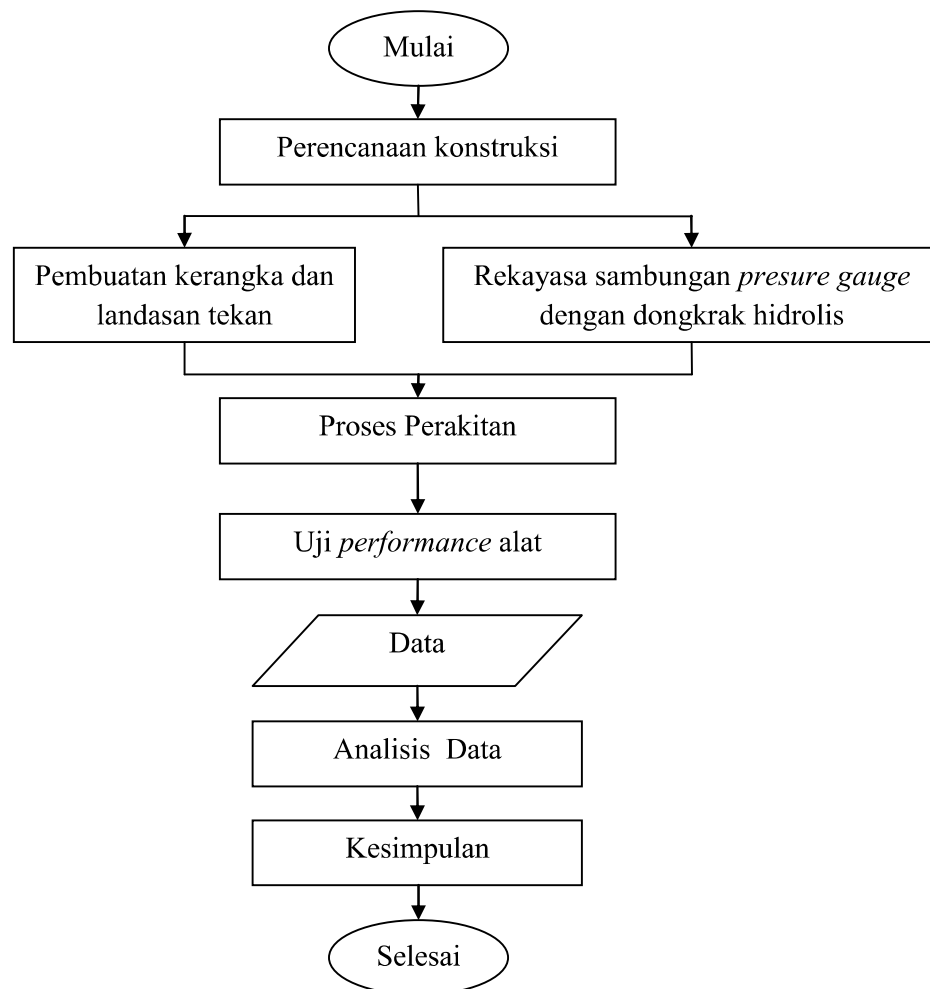 Mulai
Perencanaan konstruksi
Pembuatan kerangka dan
landasan tekan
Rekayasa sambungan presure gauge
dengan dongkrak hidrolis
Proses Perakitan
Uji performance alat
Data
Analisis Data
Kesimpulan
Selesai